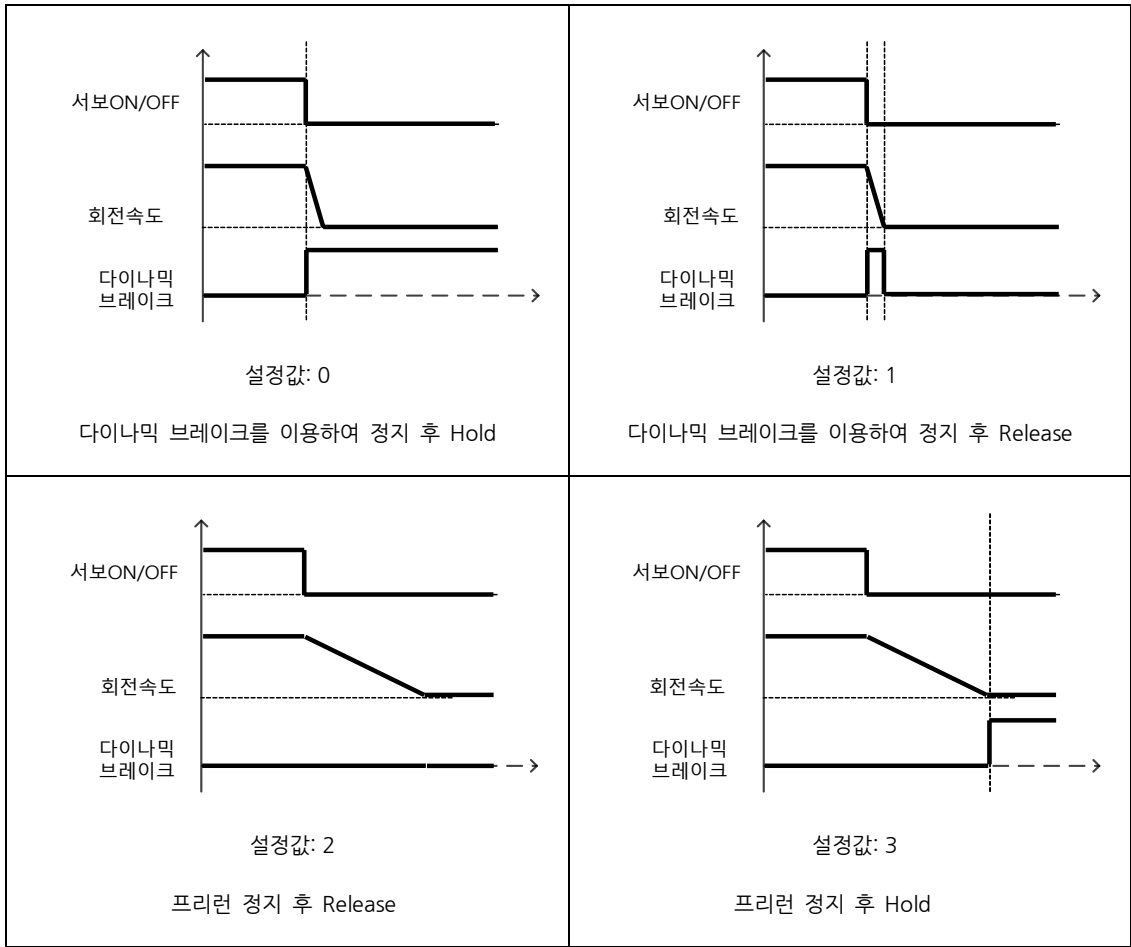 서보ON/OFF
회전속도
다이나믹
브레이크
설정값: 0
다이나믹 브레이크를 이용하여 정지 후 Hold
서보ON/OFF
회전속도
다이나믹
브레이크
설정값: 1
다이나믹 브레이크를 이용하여 정지 후 Release
서보ON/OFF
회전속도
다이나믹
브레이크
설정값: 2
프리런 정지 후 Release
서보ON/OFF
회전속도
다이나믹
브레이크
설정값: 3
프리런 정지 후 Hold